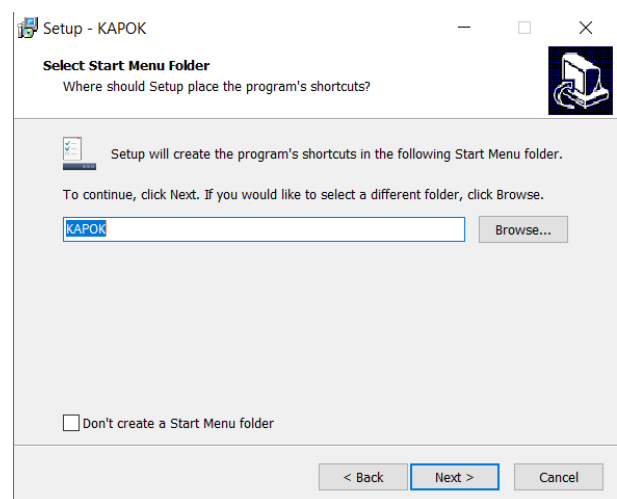 Setup - KAPOK
Select Start Menu Folder
Where should Setup place the program's shortcuts?
Setup will create the program's shortcuts in the following Start Menu folder.
To continue, click Next. If you would like to select a different folder, click Browse.
KAPOK
Browse...
Don't create a Start Menu folder
< Back
Next >
Cancel